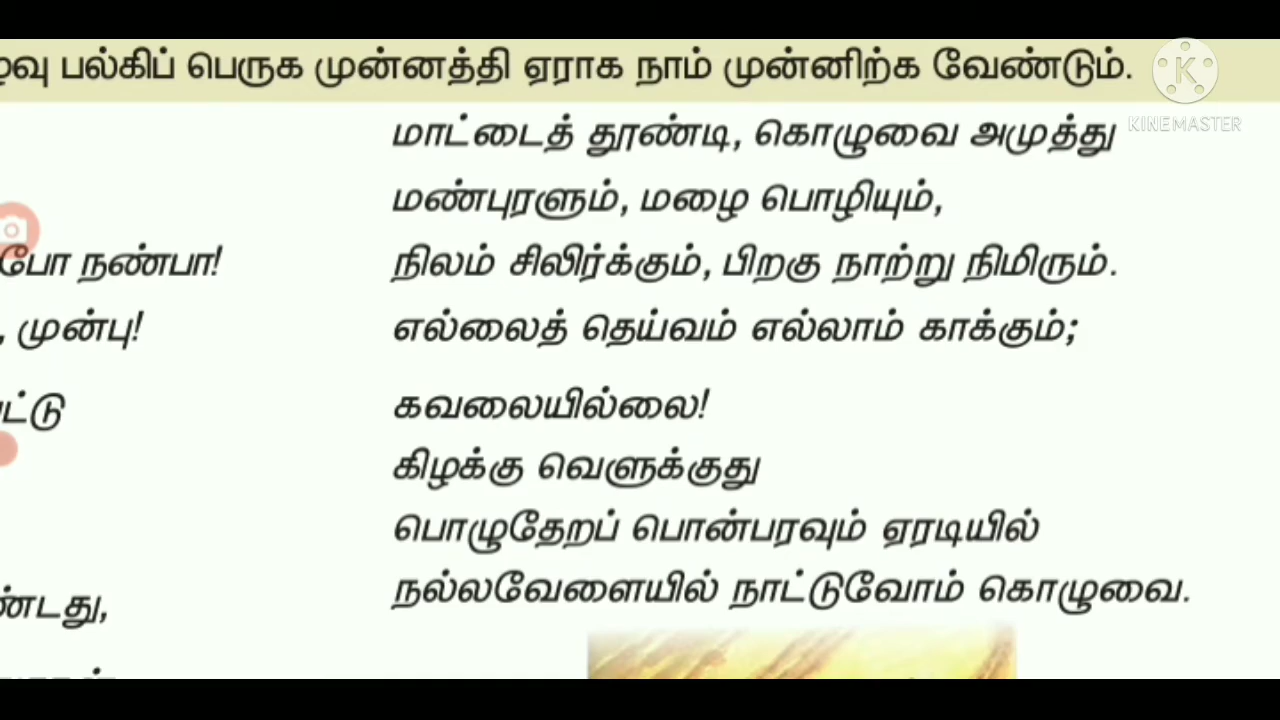 பல்கிப் பெருக முன்னத்தி ஏராக நாம் முன்னிற்க வேண்டும்.
KINEMASTER
மாட்டைத் தூண்டி, கொழுவை அமுத்து
மண்புரளும், மழை பொழியும்,
போ நண்பா!
நிலம் சிலிர்க்கும், பிறகு நாற்று நிமிரும்.
, முன்பு!
எல்லைத் தெய்வம் எல்லாம் காக்கும்;
கவலையில்லை!
கிழக்கு வெளுக்குது
பொழுதேறப் பொன்பரவும் ஏரடியில்
நல்லவேளையில் நாட்டுவோம் கொழுவை.